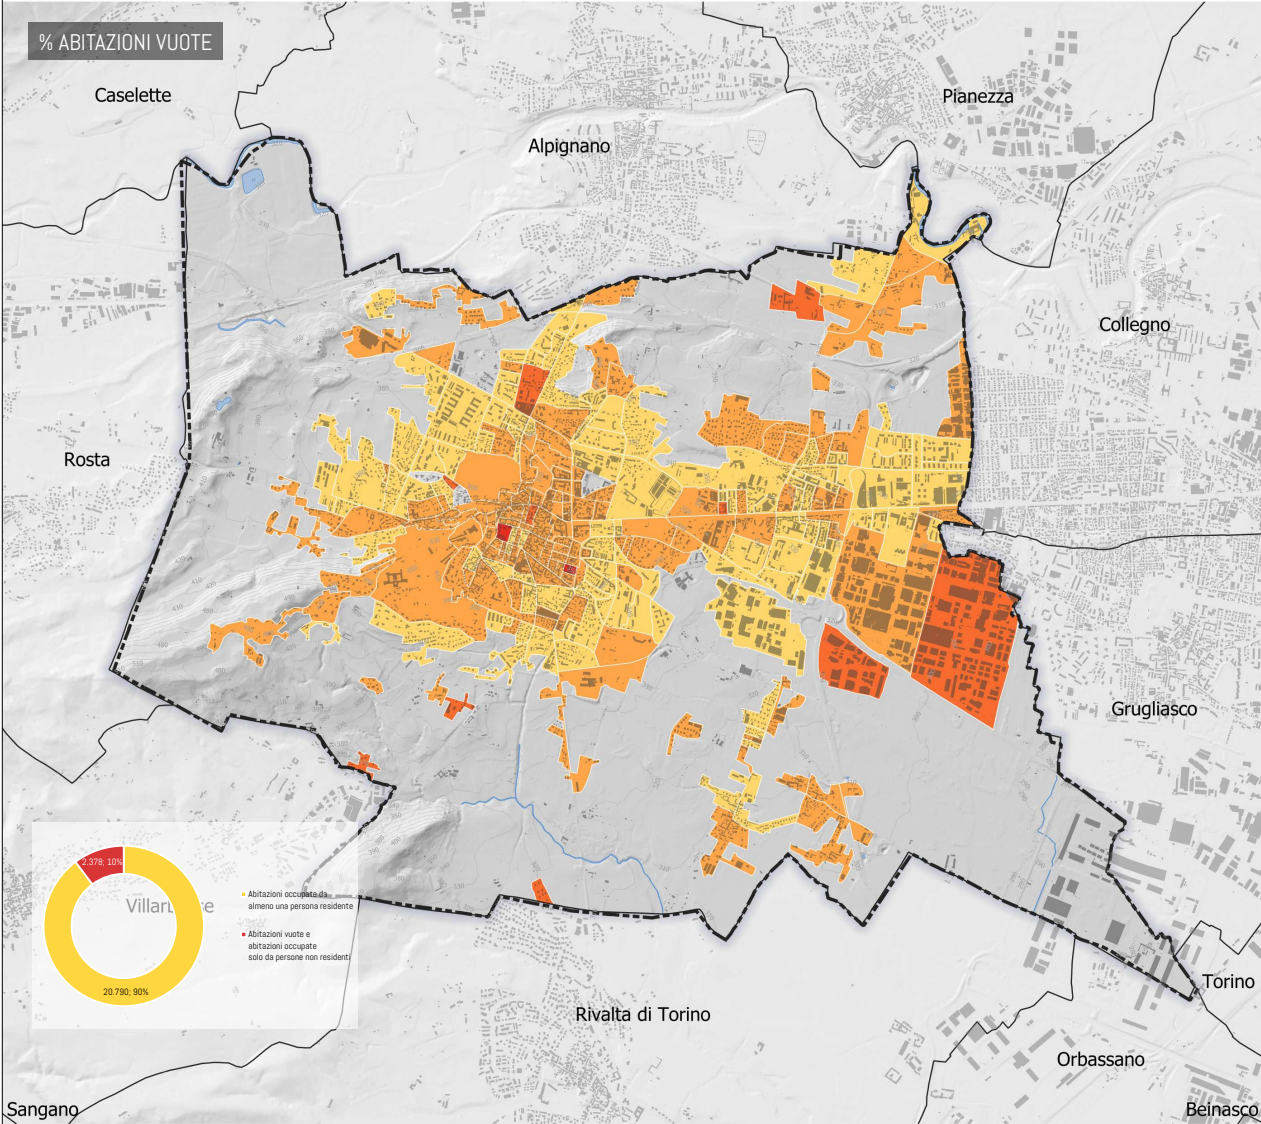 % ABITAZIONI VUOTE
Caselette
Pianezza
Alpignano
Collegno
Rosta
Grugliasco
2.378; 10%
Abitazioni occupate da
almeno una persona residente
Abitazioni vuote e
abitazioni occupate
solo da persone non residenti
20.790; 90%
Torino
Rivalta di Torino
Orbassano
Sangano
Beinasco